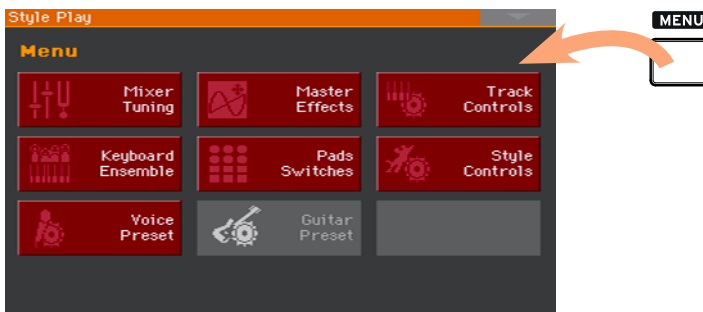 Style Play
MENU
Menu
Mixer
Tuning
Master
Effects
Track
Controls
Keyboard
Ensemble
Pads
Switches
Style
Controls
Voice
Preset
Guitar
Preset